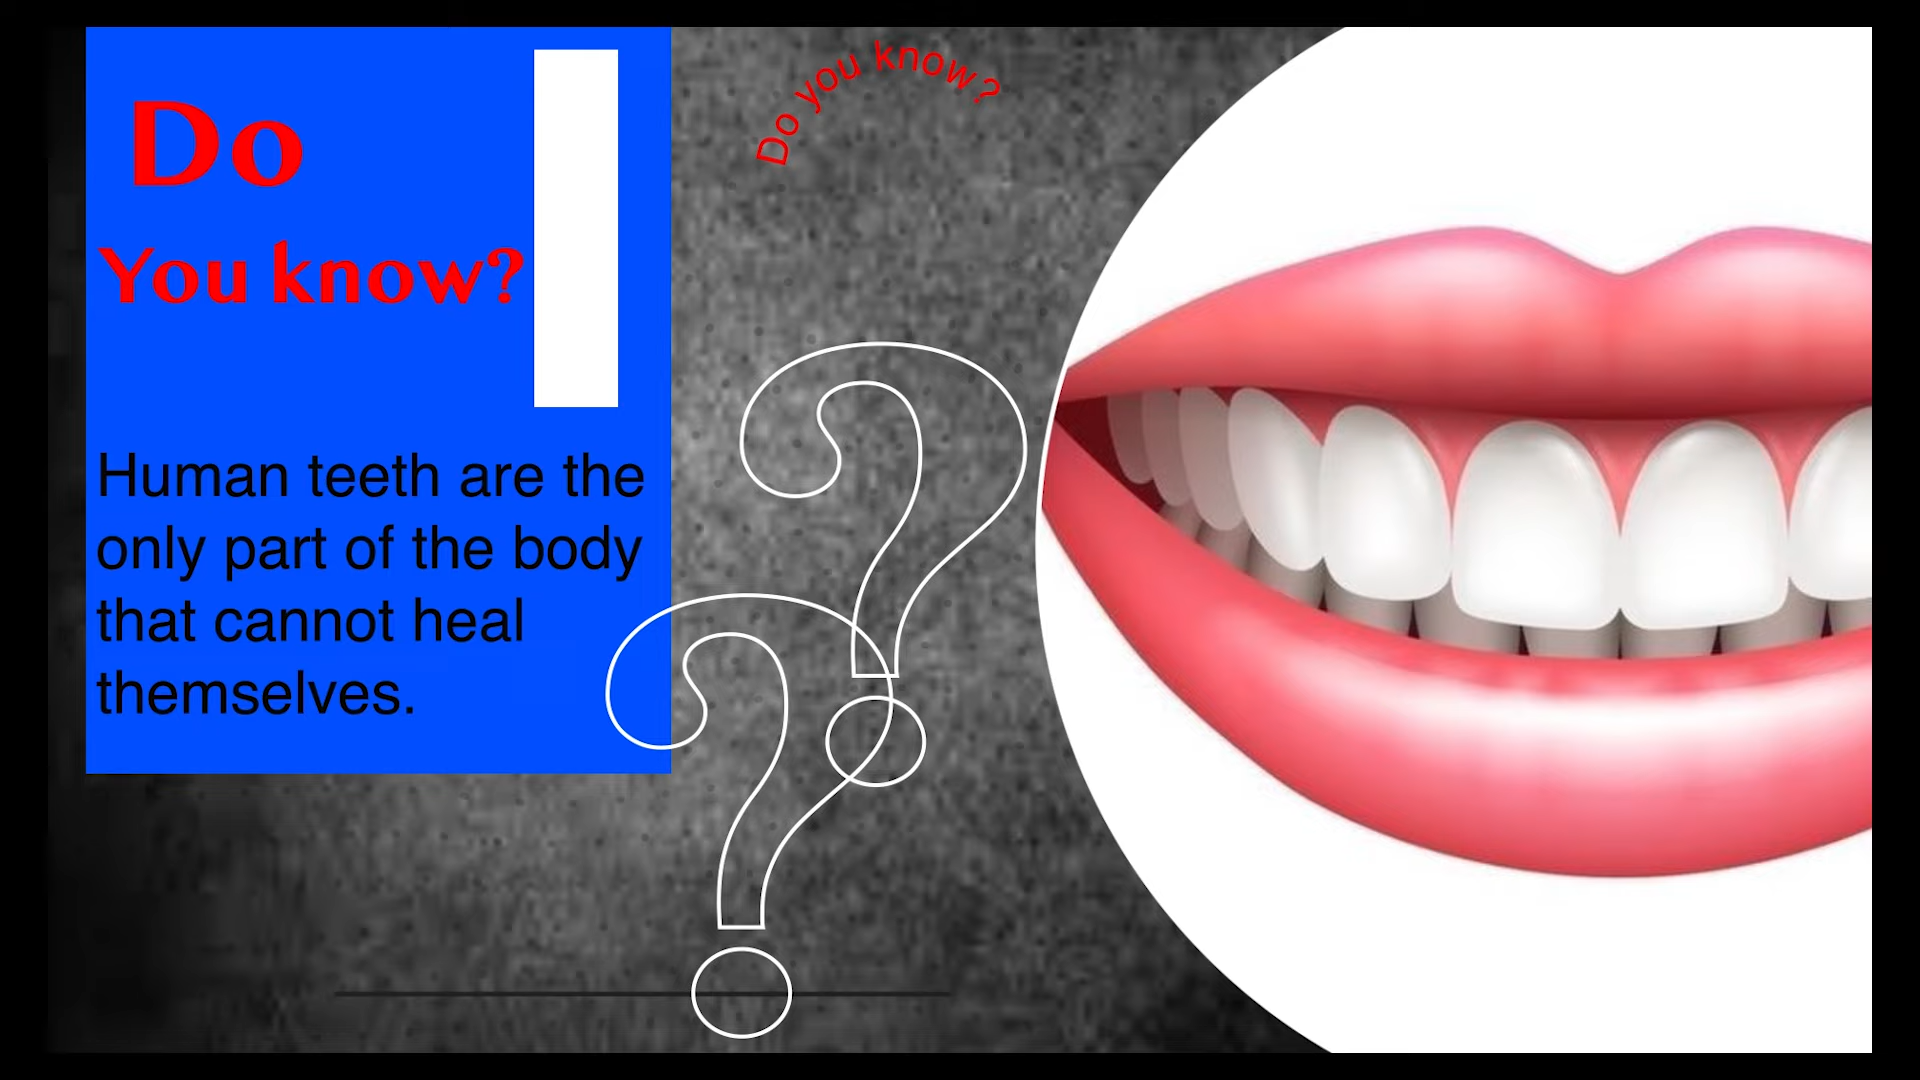 Do
You know?
Human teeth are the
only part of the body
that cannot heal
themselves.
Do you know?